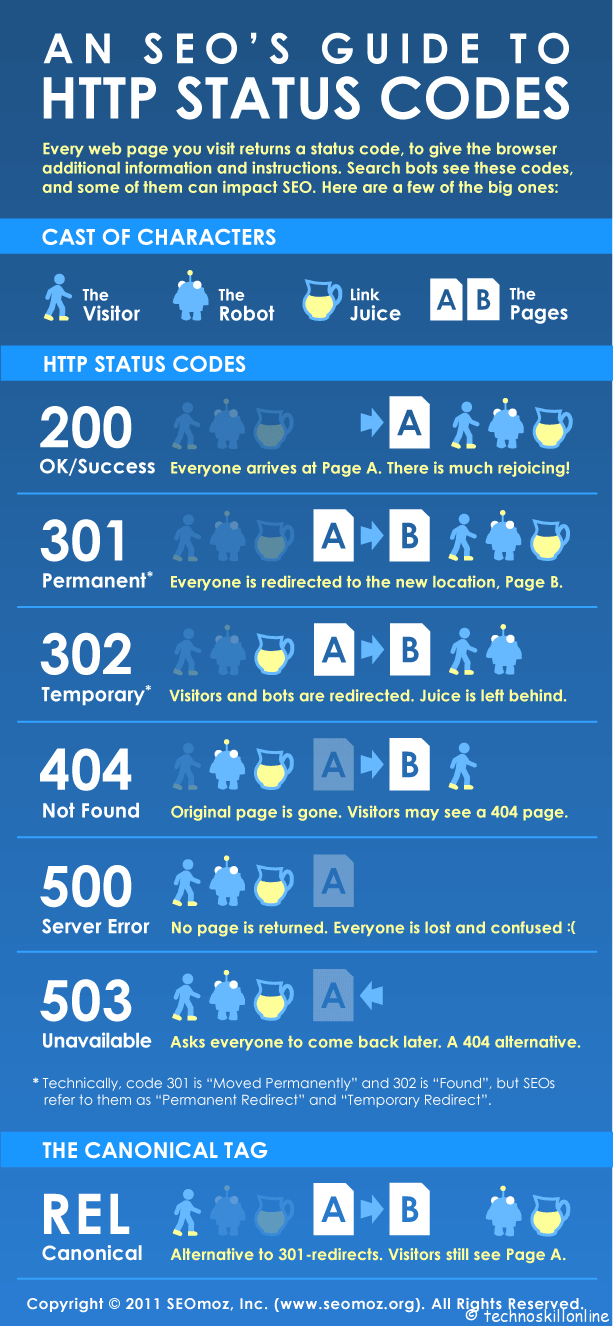 AN SEO'S GUIDE TO
HTTP STATUS CODES
Every web page you visit returns a status code, to give the browser
additional information and instructions. Search bots see these codes,
and some of them can impact SEO. Here are a few of the big ones:
CAST OF CHARACTERS
The
Visitor
The
Robot
Link
Juice
A B
The
Pages
HTTP STATUS CODES
200
OK/Success
A
Everyone arrives at Page A. There is much rejoicing!
301
Permanent*
A B
Everyone is redirected to the new location, Page B.
302
Temporary*
A B
Visitors and bots are redirected. Juice is left behind.
404
Not Found
A B
Original page is gone. Visitors may see a 404 page.
500
Server Error
A
No page is returned. Everyone is lost and confused :(
503
Unavailable
A
Asks everyone to come back later. A 404 alternative.
* Technically, code 301 is “Moved Permanently” and 302 is “Found”, but SEOs
refer to them as “Permanent Redirect” and “Temporary Redirect”.
THE CANONICAL TAG
REL
Canonical
A B
Alternative to 301-redirects. Visitors still see Page A.
Copyright © 2011 SEOmoz, Inc. (www.seomoz.org). All Rights Reserved.
© technoskillonline